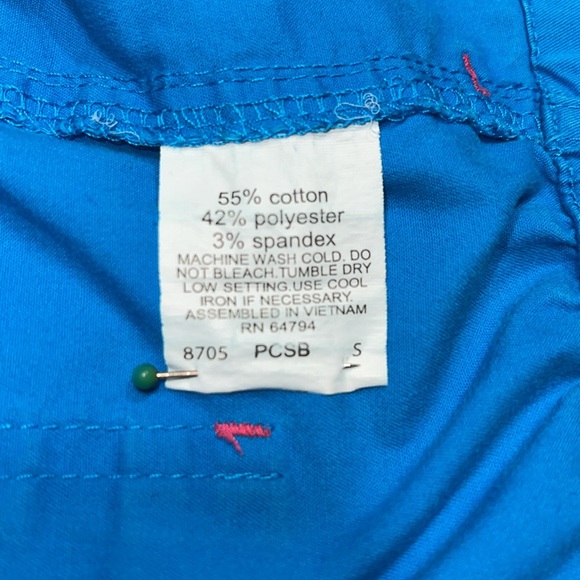 55% cotton
42% polyester
3% spandex
MACHINE WASH COLD. DO
NOT BLEACH.TUMBLE DRY
LOW SETTING.USE COOL
IRON IF NECESSARY.
ASSEMBLED IN VIETNAM
RN 64794
8705 PCSB S